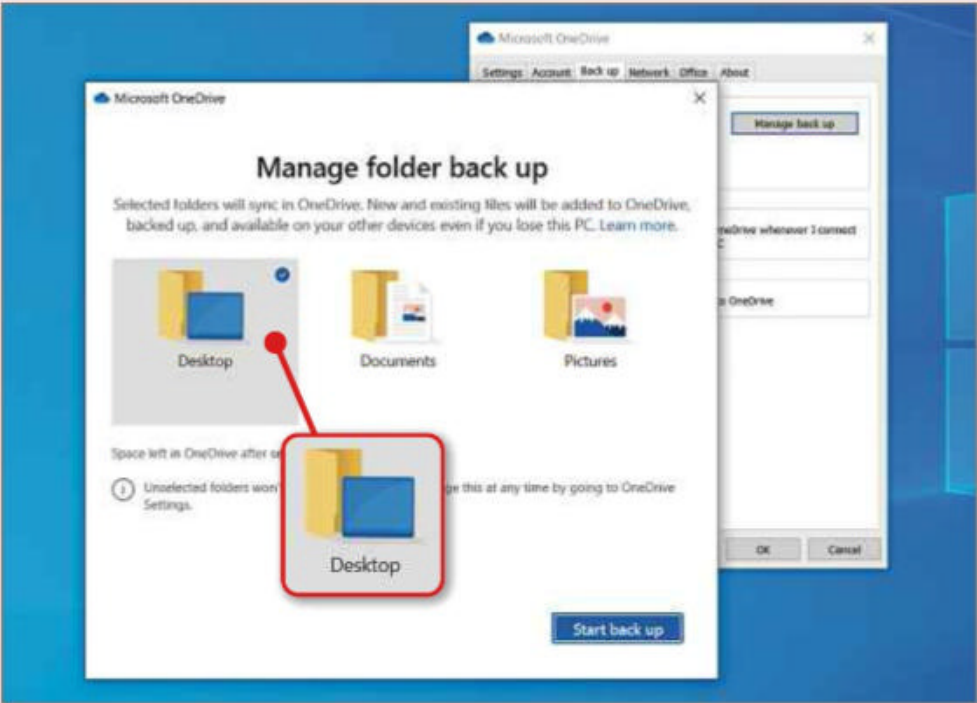 Microsoft OneDrive
Settings Account Back up Network Office About
Manage back up
OneDrive whenever I connect
to OneDrive
OK Cancel
Microsoft OneDrive
Manage folder back up
Selected folders will sync in OneDrive. New and existing files will be added to OneDrive,
backed up, and available on your other devices even if you lose this PC. Learn more.
Desktop Documents Pictures
Space left in OneDrive after
Unselected folders won' this at any time by going to OneDrive
Settings.
Desktop
Start back up